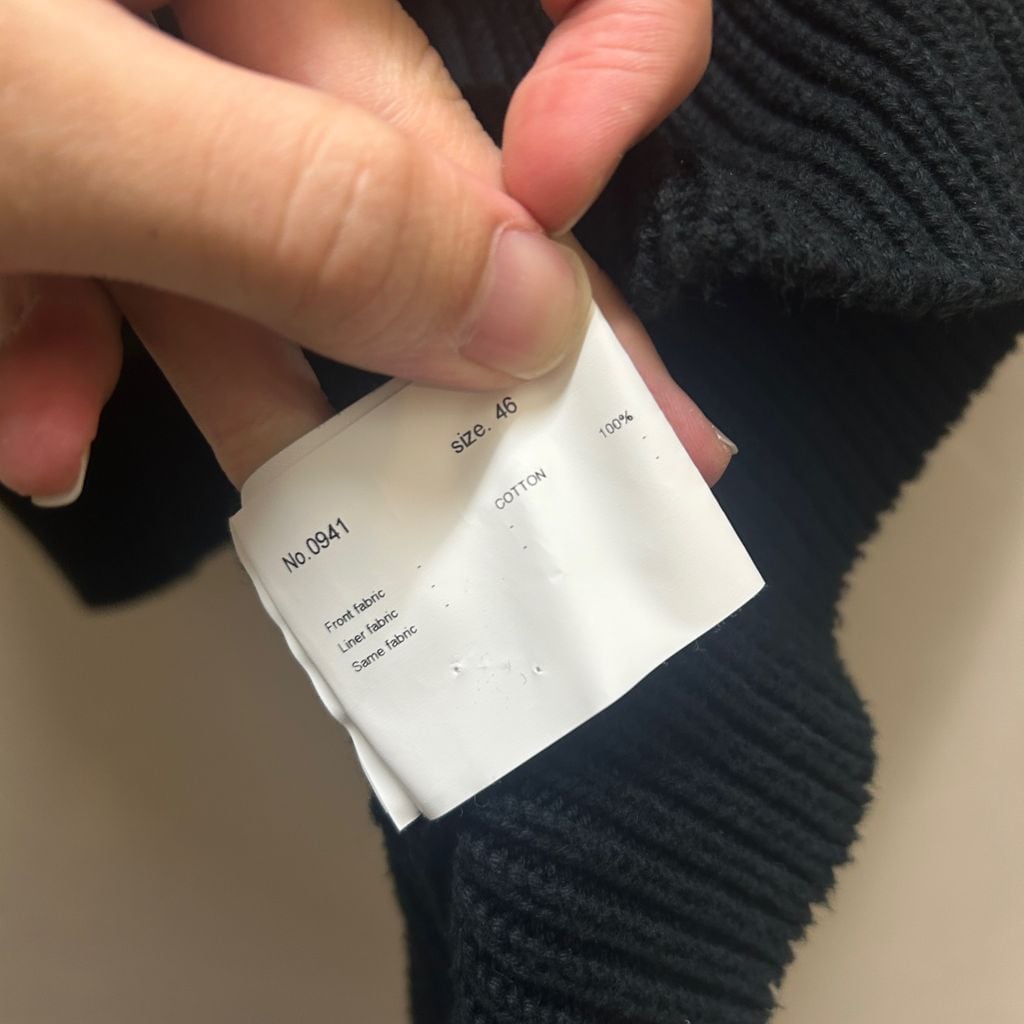 No.0941 size. 46
Front fabric - COTTON 100%
Liner fabric - - -
Same fabric - - -